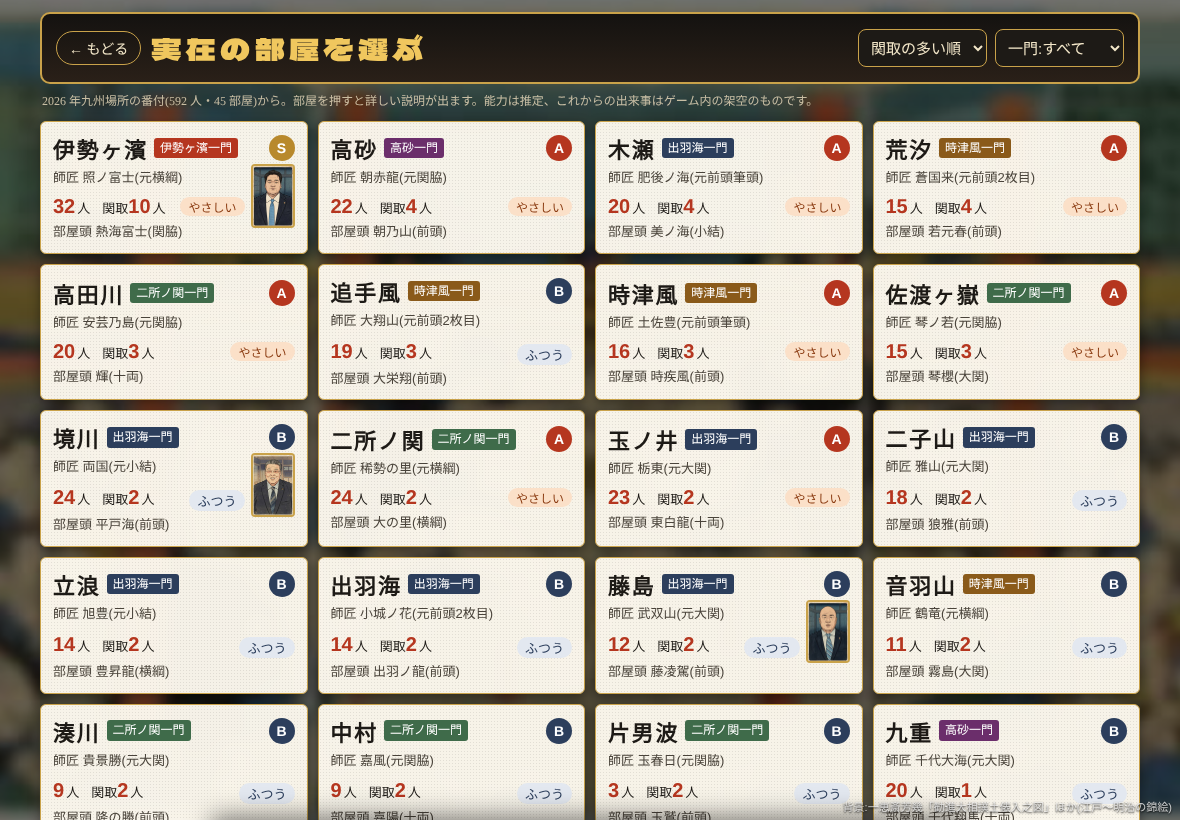 ← もどる
実在の部屋を選ぶ
関取の多い順
一門:すべて
2026 年九州場所の番付(592 人・45 部屋)から。部屋を押すと詳しい説明が出ます。能力は推定、これからの出来事はゲーム内の架空のものです。
伊勢ヶ濱 伊勢ヶ濱一門 S
師匠 照ノ富士(元横綱)
32人 関取10人 やさしい
部屋頭 熱海富士(関脇)
高砂 高砂一門 A
師匠 朝赤龍(元関脇)
22人 関取4人 やさしい
部屋頭 朝乃山(前頭)
木瀬 出羽海一門 A
師匠 肥後ノ海(元前頭筆頭)
20人 関取4人 やさしい
部屋頭 美ノ海(小結)
荒汐 時津風一門 A
師匠 蒼国来(元前頭2枚目)
15人 関取4人 やさしい
部屋頭 若元春(前頭)
高田川 二所ノ関一門 A
師匠 安芸乃島(元関脇)
20人 関取3人 やさしい
部屋頭 輝(十両)
追手風 時津風一門 B
師匠 大翔山(元前頭2枚目)
19人 関取3人 ふつう
部屋頭 大栄翔(前頭)
時津風 時津風一門 A
師匠 土佐豊(元前頭筆頭)
16人 関取3人 やさしい
部屋頭 時疾風(前頭)
佐渡ヶ嶽 二所ノ関一門 A
師匠 琴ノ若(元関脇)
15人 関取3人 やさしい
部屋頭 琴櫻(大関)
境川 出羽海一門 B
師匠 両国(元小結)
24人 関取2人 ふつう
部屋頭 平戸海(前頭)
二所ノ関 二所ノ関一門 A
師匠 稀勢の里(元横綱)
24人 関取2人 やさしい
部屋頭 大の里(横綱)
玉ノ井 出羽海一門 A
師匠 栃東(元大関)
23人 関取2人 やさしい
部屋頭 東白龍(十両)
二子山 出羽海一門 B
師匠 雅山(元大関)
18人 関取2人 ふつう
部屋頭 狼雅(前頭)
立浪 出羽海一門 B
師匠 旭豊(元小結)
14人 関取2人 ふつう
部屋頭 豊昇龍(横綱)
出羽海 出羽海一門 B
師匠 小城ノ花(元前頭2枚目)
14人 関取2人 ふつう
部屋頭 出羽ノ龍(前頭)
藤島 出羽海一門 B
師匠 武双山(元大関)
12人 関取2人 ふつう
部屋頭 藤凌駕(前頭)
音羽山 時津風一門 B
師匠 鶴竜(元横綱)
11人 関取2人 ふつう
部屋頭 霧島(大関)
湊川 二所ノ関一門 B
師匠 貴景勝(元大関)
9人 関取2人 ふつう
部屋頭 隆の勝(前頭)
中村 二所ノ関一門 B
師匠 嘉風(元関脇)
9人 関取2人 ふつう
部屋頭 嘉陽(十両)
片男波 二所ノ関一門 B
師匠 玉春日(元関脇)
3人 関取2人 ふつう
部屋頭 玉鷲(前頭)
九重 高砂一門 B
師匠 千代大海(元大関)
20人 関取1人 ふつう
部屋頭 千代翔馬(十両)